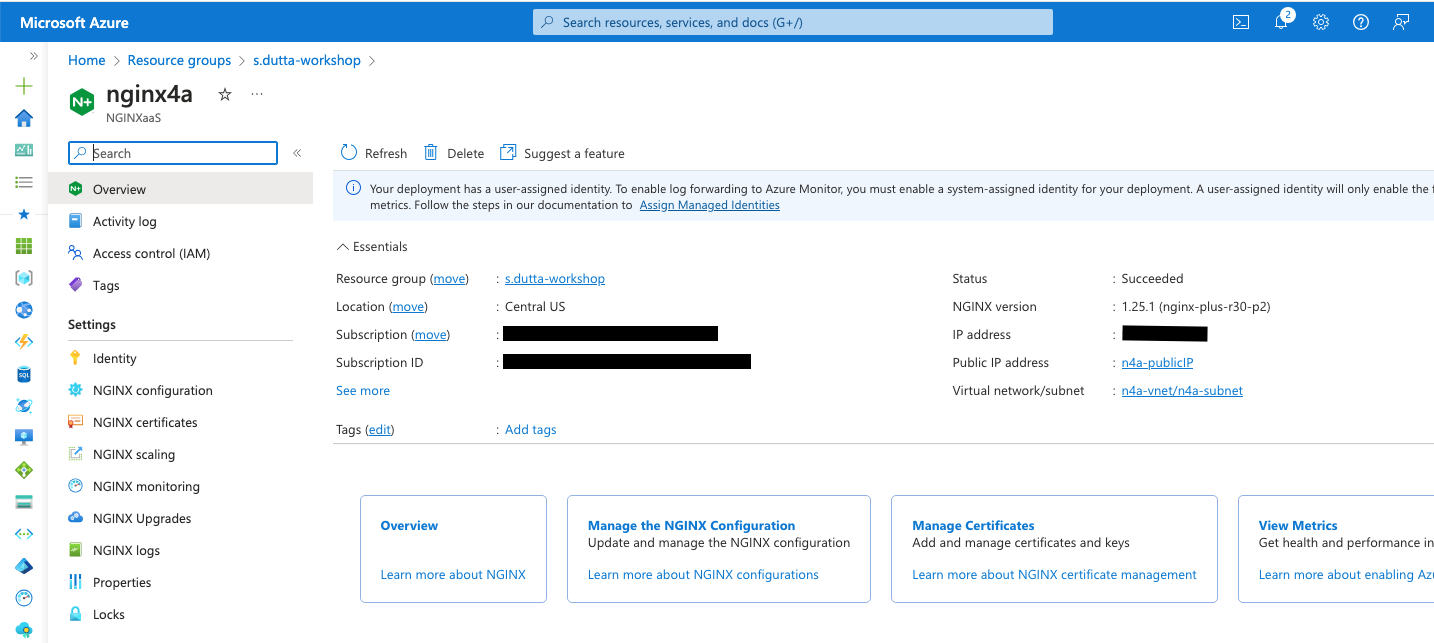 Microsoft Azure
Search resources, services, and docs (G+/)
2
Home > Resource groups > s.dutta-workshop >
N+
nginx4a
NGINXaaS
Search
Overview
Activity log
Access control (IAM)
Tags
Settings
Identity
NGINX configuration
NGINX certificates
NGINX scaling
NGINX monitoring
NGINX Upgrades
NGINX logs
Properties
Locks
Refresh Delete Suggest a feature
Your deployment has a user-assigned identity. To enable log forwarding to Azure Monitor, you must enable a system-assigned identity for your deployment. A user-assigned identity will only enable the
metrics. Follow the steps in our documentation to Assign Managed Identities
Essentials
Resource group (move) : s.dutta-workshop
Location (move) : Central US
Subscription (move) :
Subscription ID :
See more
Status : Succeeded
NGINX version : 1.25.1 (nginx-plus-r30-p2)
IP address :
Public IP address : n4a-publicIP
Virtual network/subnet : n4a-vnet/n4a-subnet
Tags (edit) : Add tags
Overview
Learn more about NGINX
Manage the NGINX Configuration
Update and manage the NGINX configuration
Learn more about NGINX configurations
Manage Certificates
Add and manage certificates and keys
Learn more about NGINX certificate management
View Metrics
Get health and performance in
Learn more about enabling Azu